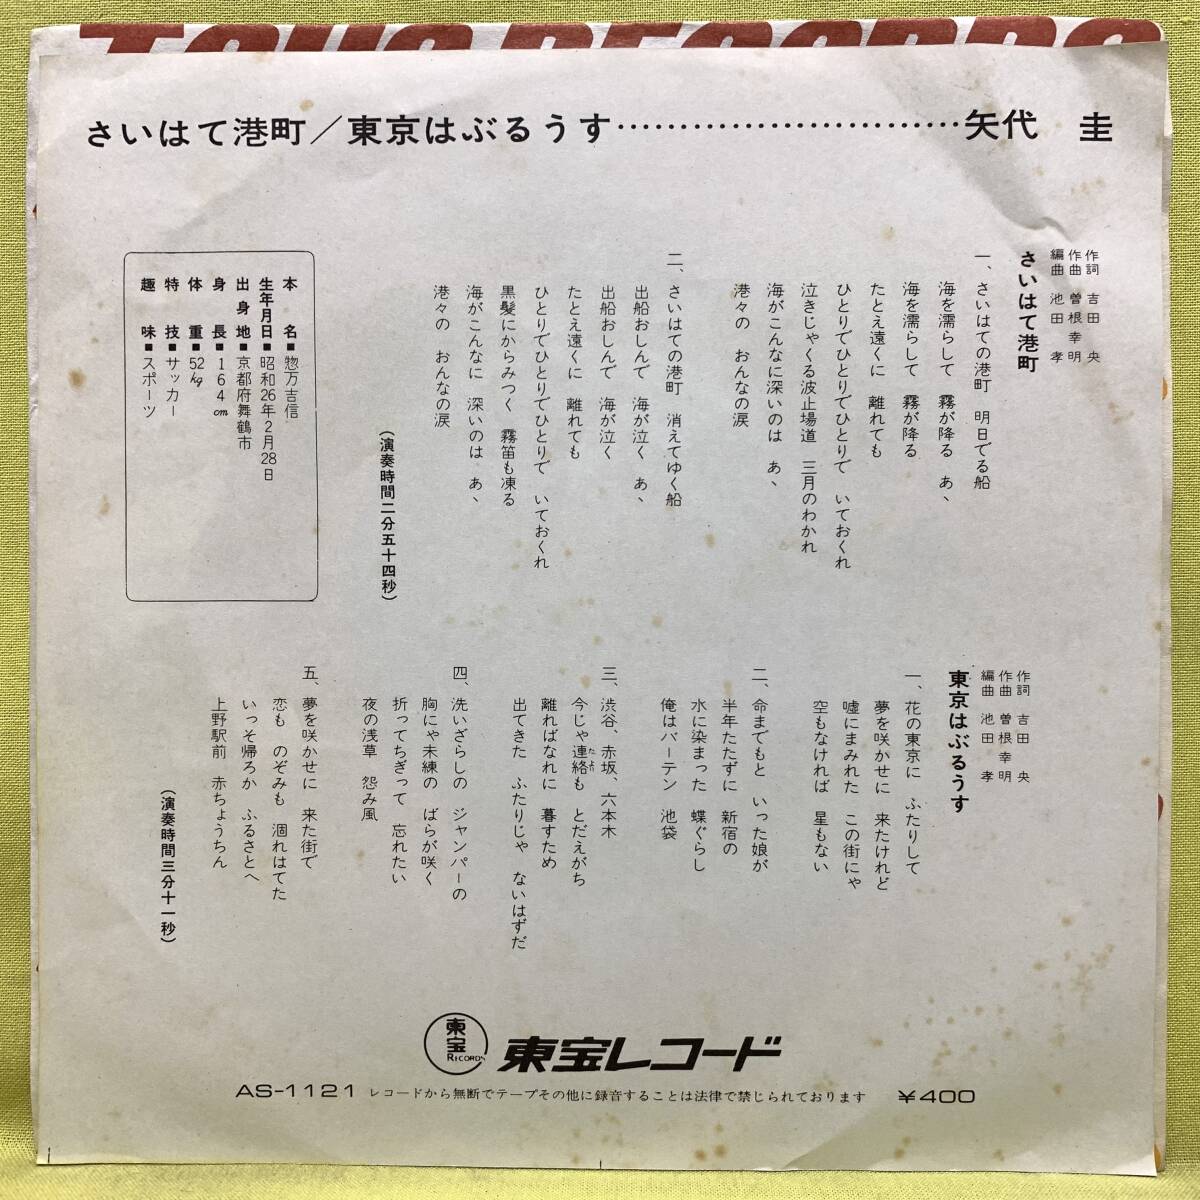 TOHO RECORDS
さいはて港町／東京はぶるうす…………………………矢代 圭
さいはて港町
作詞 吉田 央
作曲 曽根幸明
編曲 池田 孝
一、さいはての港町 明日でる船
海を濡らして 霧が降る あゝ
海を濡らして 霧が降る
たとえ遠くに 離れても
ひとりでひとりでひとりで いておくれ
泣きじゃくる波止場道 三月のわかれ
海がこんなに深いのは あゝ
港々の おんなの涙
二、さいはての港町 消えてゆく船
出船おしんで 海が泣く あゝ
出船おしんで 海が泣く
たとえ遠くに 離れても
ひとりでひとりでひとりで いておくれ
黒髪にからみつく 霧笛も凍る
海がこんなに 深いのは あゝ
港々の おんなの涙
（演奏時間二分五十四秒）
本名■惣万吉信
生年月日■昭和26年2月28日
出身地■京都府舞鶴市
身長■164cm
体重■52kg
特技■サッカー
趣味■スポーツ
東京はぶるうす
作詞 吉田 央
作曲 曽根幸明
編曲 池田 孝
一、花の東京に ふたりして
夢を咲かせに 来たけれど
嘘にまみれた この街にゃ
空もなければ 星もない
二、命までもと いった娘が
半年たたずに 新宿の
水に染まった 蝶ぐらし
俺はバーテン 池袋
三、渋谷、赤坂、六本木
今じゃ連絡も とだえがち
たより
離ればなれに 暮すため
出てきた ふたりじゃ ないはずだ
四、洗いざらしの ジャンパーの
胸にゃ未練の ばらが咲く
折ってちぎって 忘れたい
夜の浅草 怨み風
五、夢を咲かせに 来た街で
恋も のぞみも 涸れはてた
いっそ帰ろか ふるさとへ
上野駅前 赤ちょうちん
（演奏時間三分十一秒）
東宝 RECORDS 東宝レコード
AS-1121 レコードから無断でテープその他に録音することは法律で禁じられております ￥400